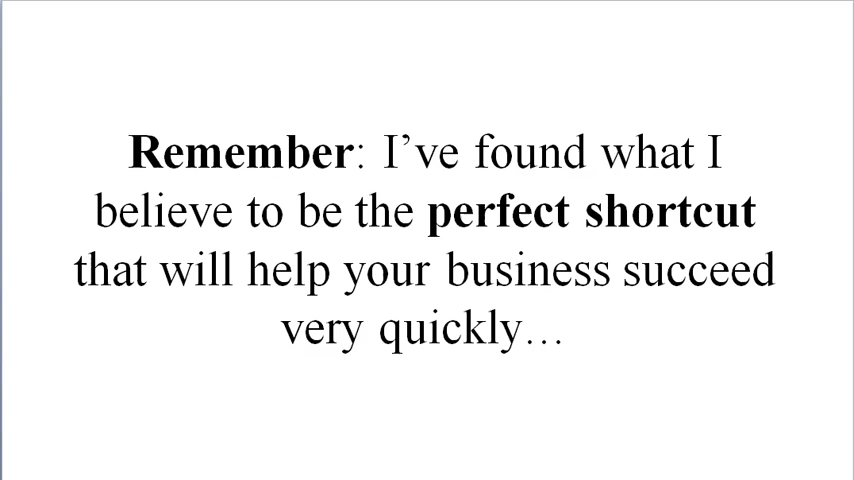 Remember: I’ve found what I
believe to be the perfect shortcut
that will help your business succeed
very quickly…